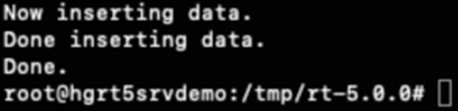 Now inserting data.
Done inserting data.
Done.
root@hgrt5srvdemo:/tmp/rt-5.0.0#